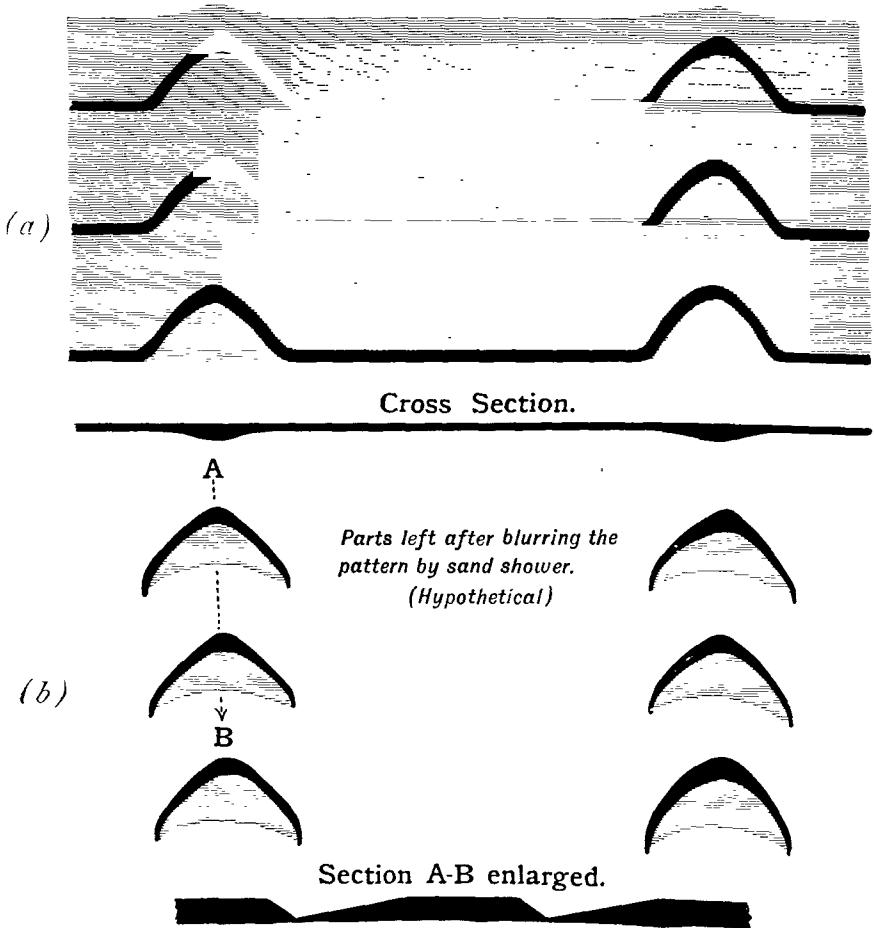 (a)
Cross Section.
A
Parts left after blurring the
pattern by sand shower.
(Hypothetical)
(b)
B
Section A-B enlarged.